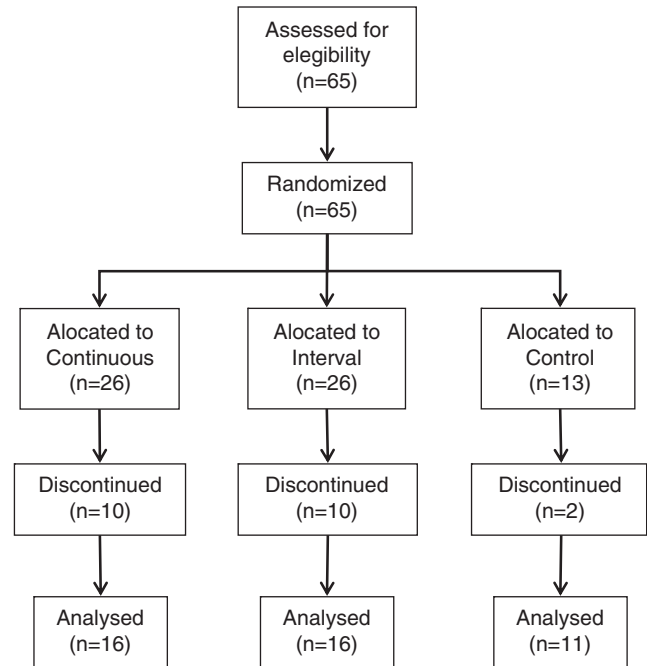 Assessed for
elegibility
(n=65)
Randomized
(n=65)
Alocated to
Continuous
(n=26)
Alocated to
Interval
(n=26)
Alocated to
Control
(n=13)
Discontinued
(n=10)
Discontinued
(n=10)
Discontinued
(n=2)
Analysed
(n=16)
Analysed
(n=16)
Analysed
(n=11)